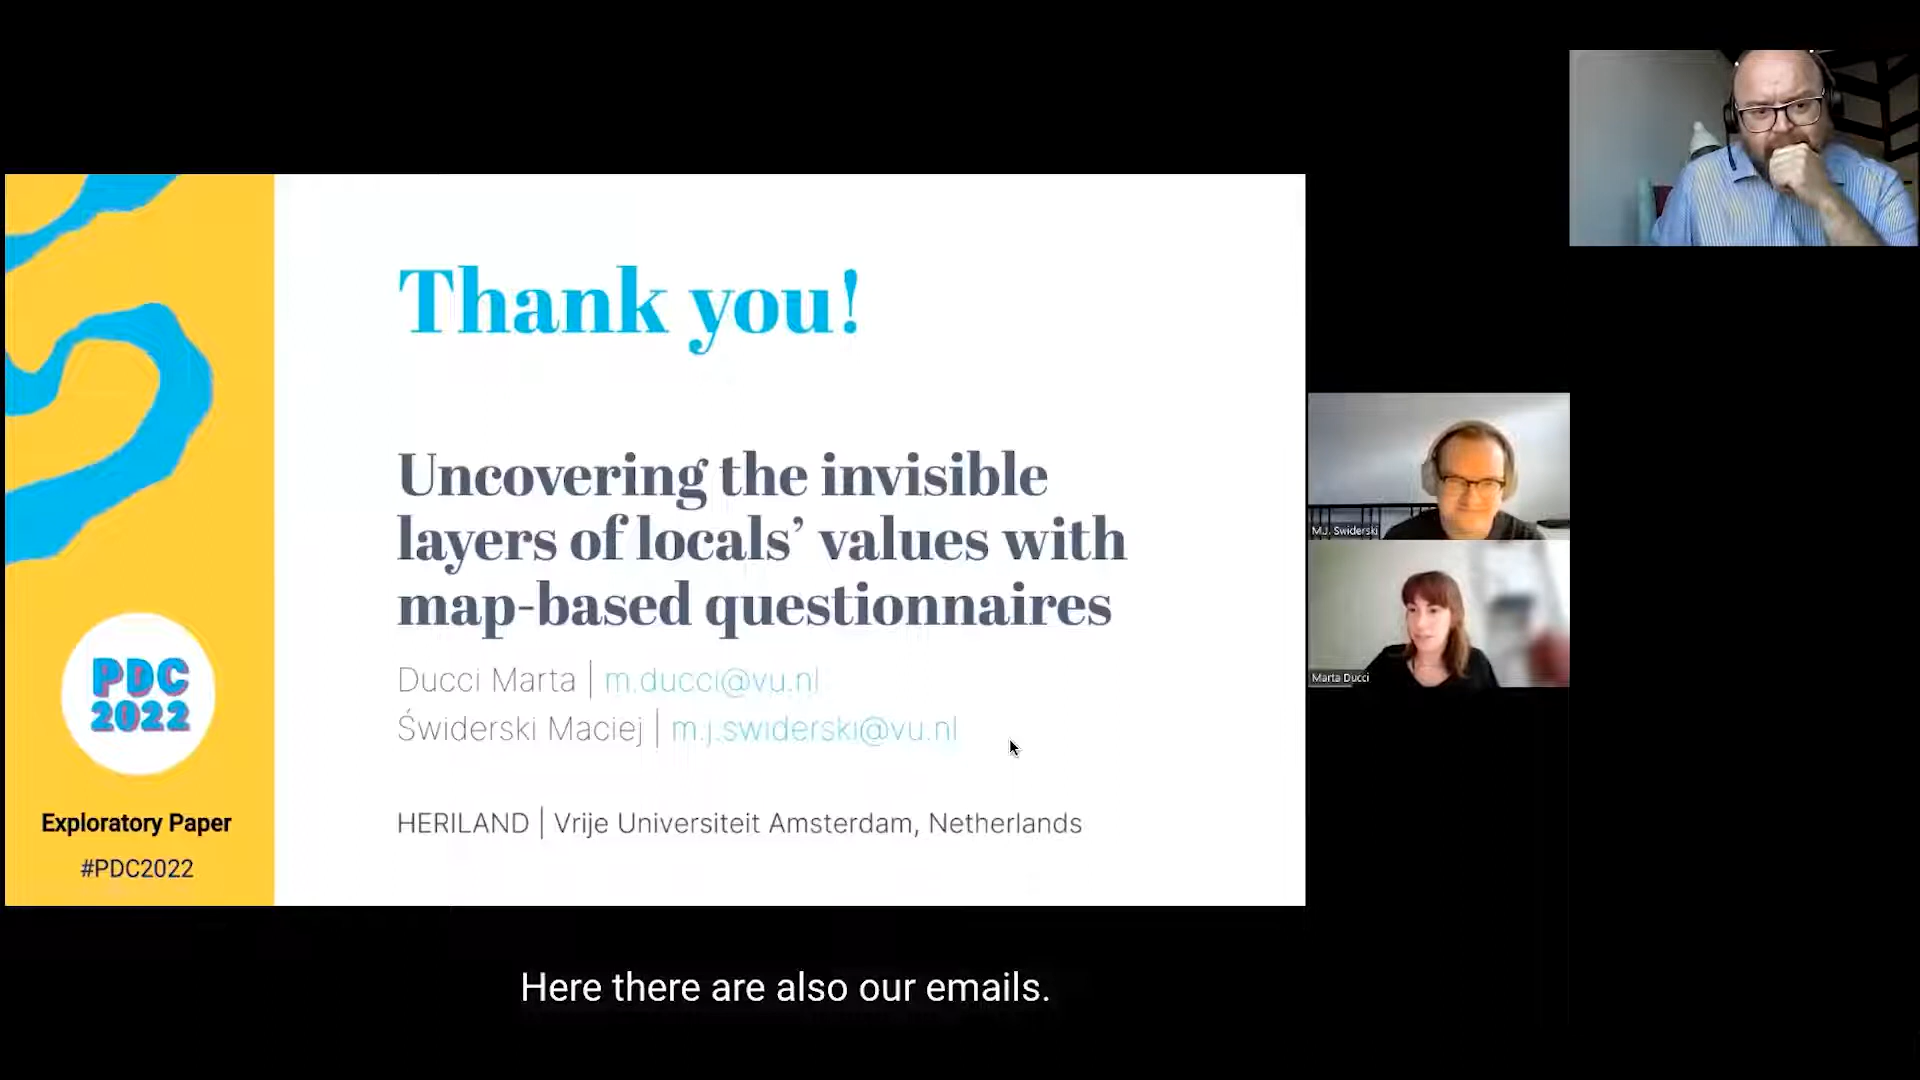 Thank you!
Uncovering the invisible
layers of locals’ values with
map-based questionnaires
Ducci Marta | m.ducci@vu.nl
Świderski Maciej | m.j.swiderski@vu.nl
HERILAND | Vrije Universiteit Amsterdam, Netherlands
PDC
2022
Exploratory Paper
#PDC2022
M.J. Swiderski
Marta Ducci
Here there are also our emails.